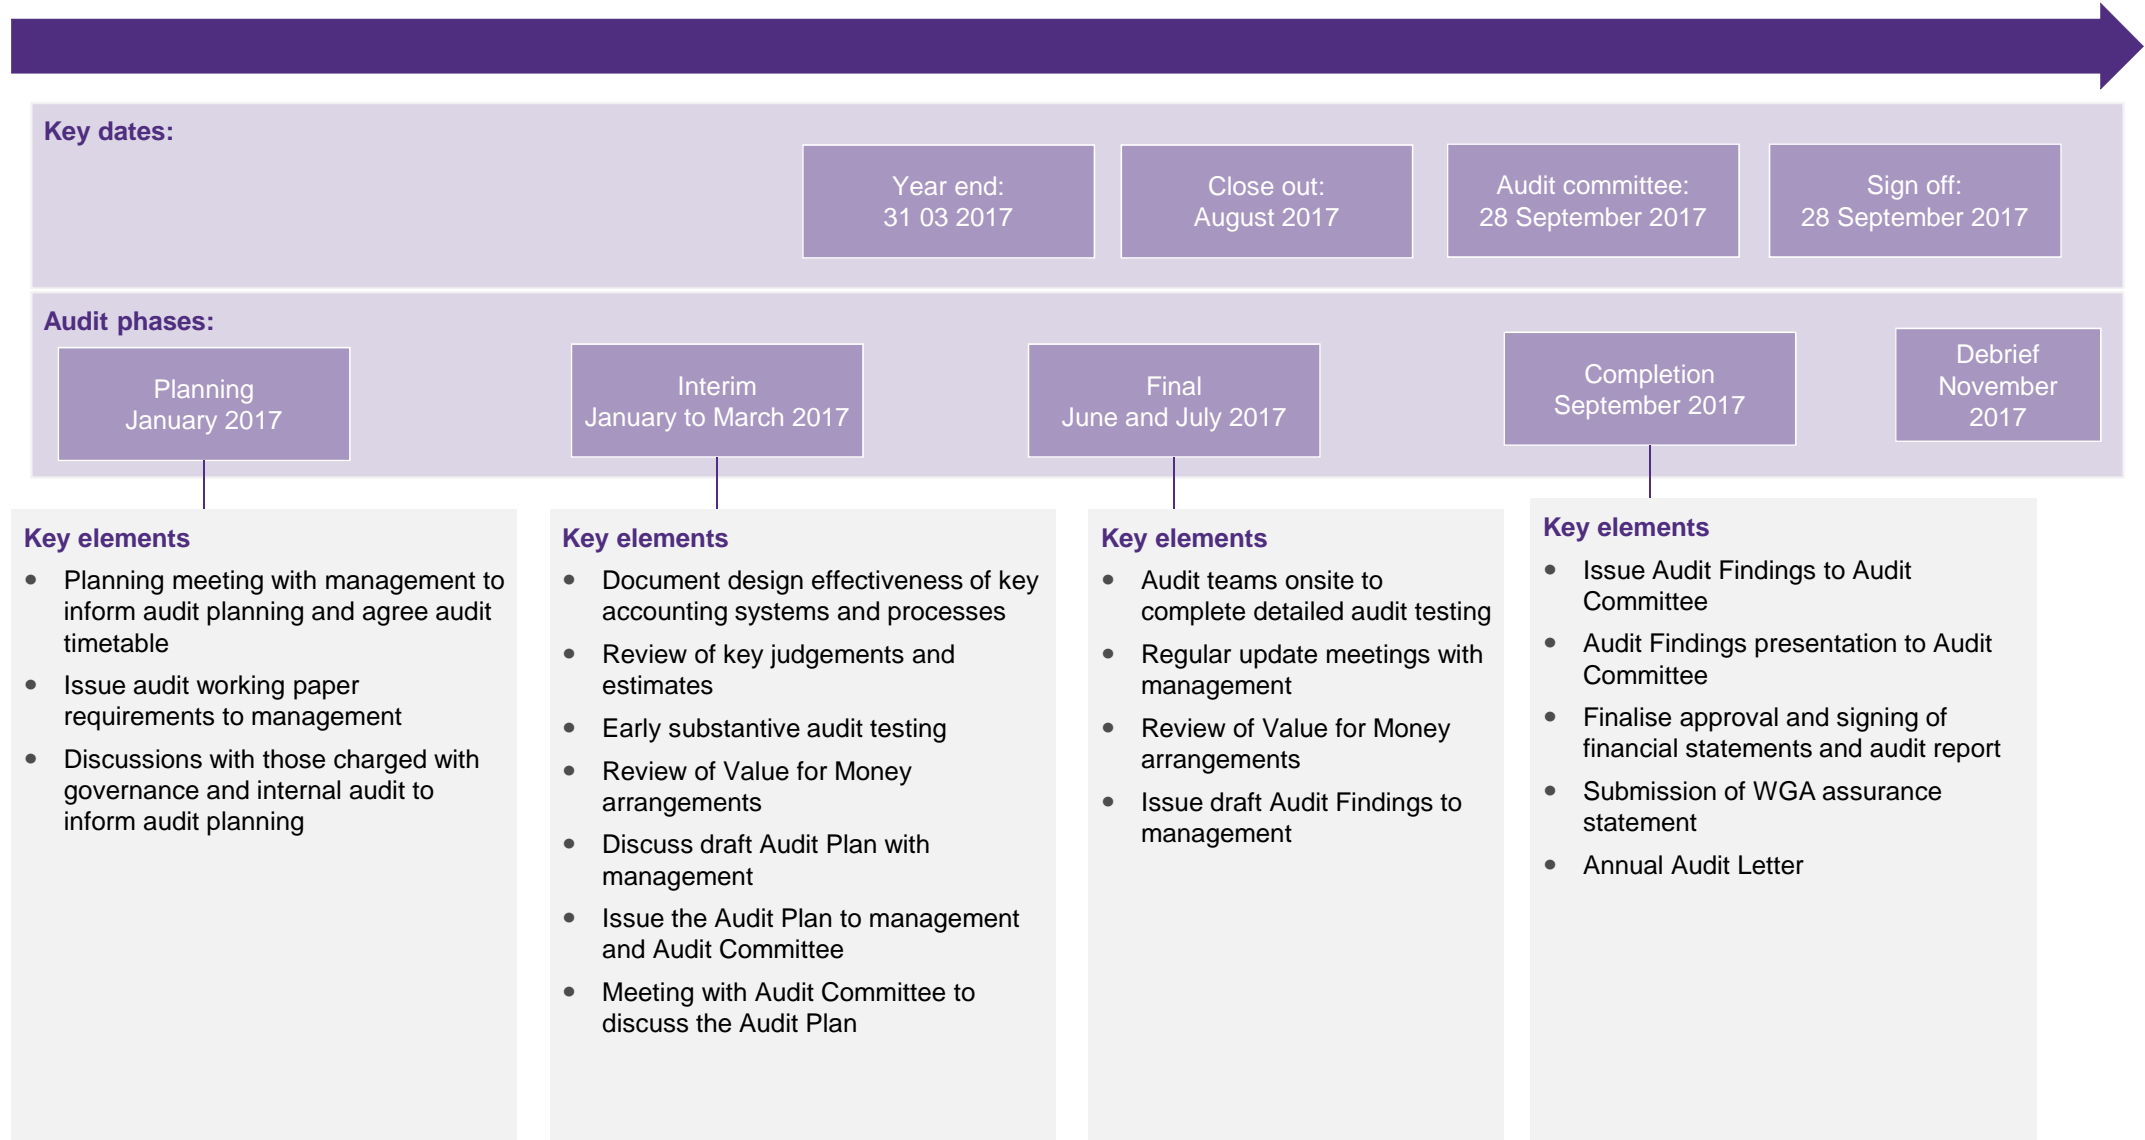 Key dates:
Year end:
31 03 2017
Close out:
August 2017
Audit committee:
28 September 2017
Sign off:
28 September 2017
Audit phases:
Planning
January 2017
Interim
January to March 2017
Final
June and July 2017
Completion
September 2017
Debrief
November
2017
Key elements
• Planning meeting with management to
inform audit planning and agree audit
timetable
• Issue audit working paper
requirements to management
• Discussions with those charged with
governance and internal audit to
inform audit planning
Key elements
• Document design effectiveness of key
accounting systems and processes
• Review of key judgements and
estimates
• Early substantive audit testing
• Review of Value for Money
arrangements
• Discuss draft Audit Plan with
management
• Issue the Audit Plan to management
and Audit Committee
• Meeting with Audit Committee to
discuss the Audit Plan
Key elements
• Audit teams onsite to
complete detailed audit testing
• Regular update meetings with
management
• Review of Value for Money
arrangements
• Issue draft Audit Findings to
management
Key elements
• Issue Audit Findings to Audit
Committee
• Audit Findings presentation to Audit
Committee
• Finalise approval and signing of
financial statements and audit report
• Submission of WGA assurance
statement
• Annual Audit Letter